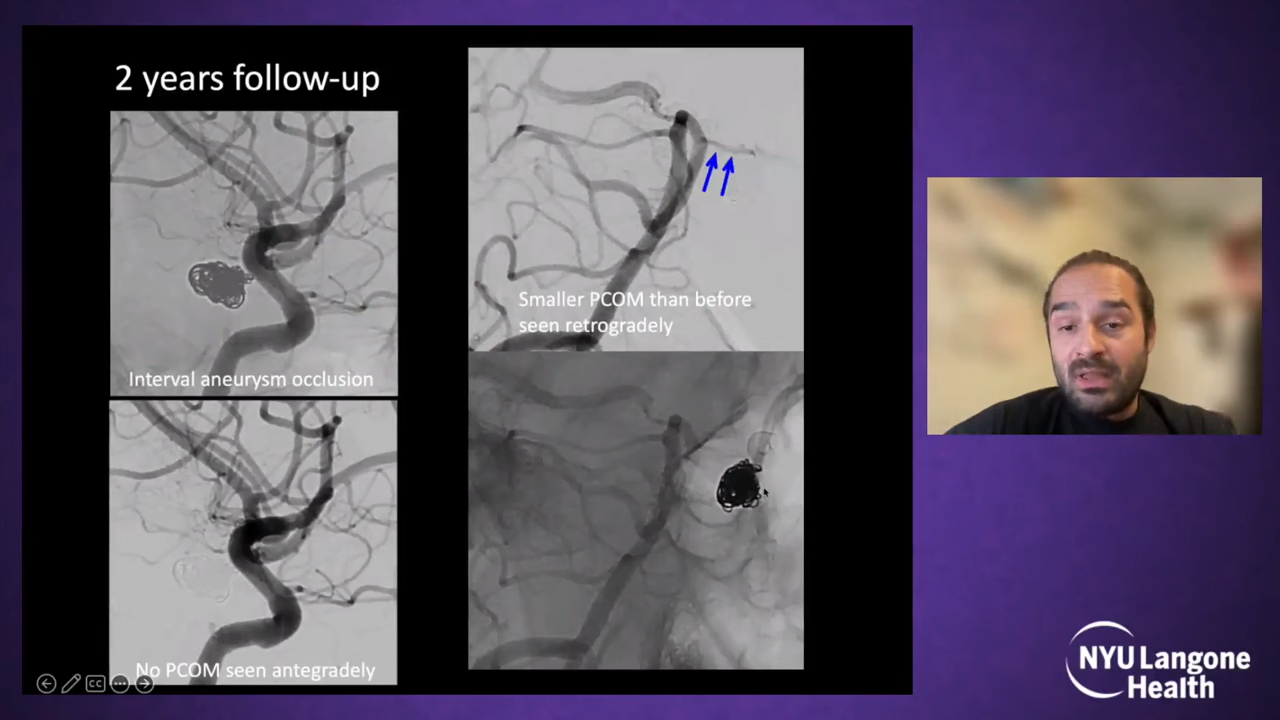 2 years follow-up
Interval aneurysm occlusion
No PCOM seen antegradely
Smaller PCOM than before
seen retrogradely
CC
NYU Langone
Health